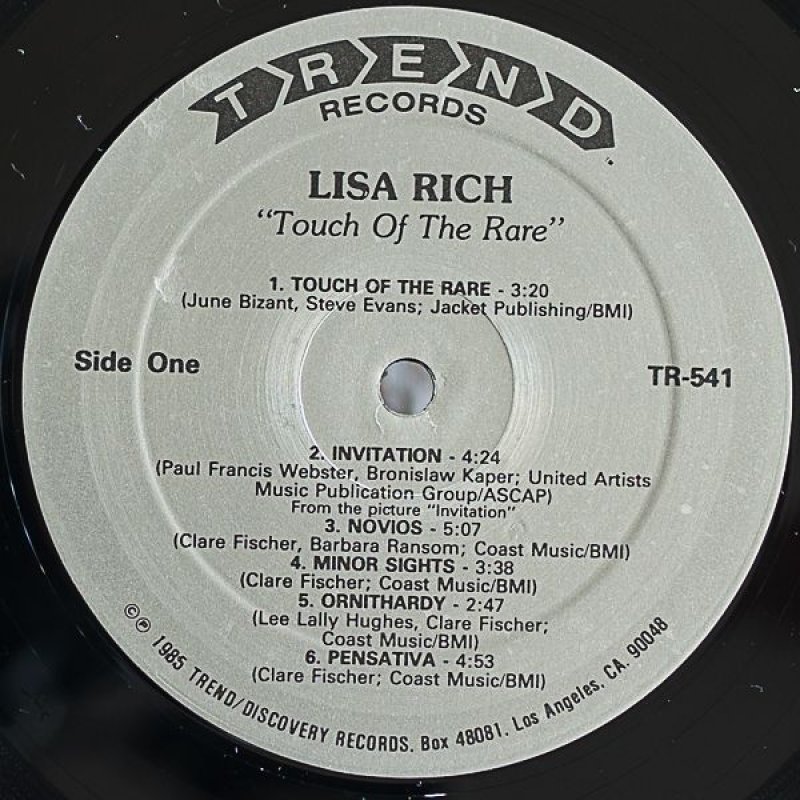 TREND
RECORDS
LISA RICH
“Touch Of The Rare”
1. TOUCH OF THE RARE - 3:20
(June Bizant, Steve Evans; Jacket Publishing/BMI)
Side One
TR-541
2. INVITATION - 4:24
(Paul Francis Webster, Bronislaw Kaper; United Artists
Music Publication Group/ASCAP)
From the picture "Invitation"
3. NOVIOS - 5:07
(Clare Fischer, Barbara Ransom; Coast Music/BMI)
4. MINOR SIGHTS - 3:38
(Clare Fischer; Coast Music/BMI)
5. ORNITHARDY - 2:47
(Lee Lally Hughes, Clare Fischer;
Coast Music/BMI)
6. PENSATIVA - 4:53
(Clare Fischer; Coast Music/BMI)
©℗ 1985 TREND/DISCOVERY RECORDS. Box 48081. Los Angeles, CA. 90048